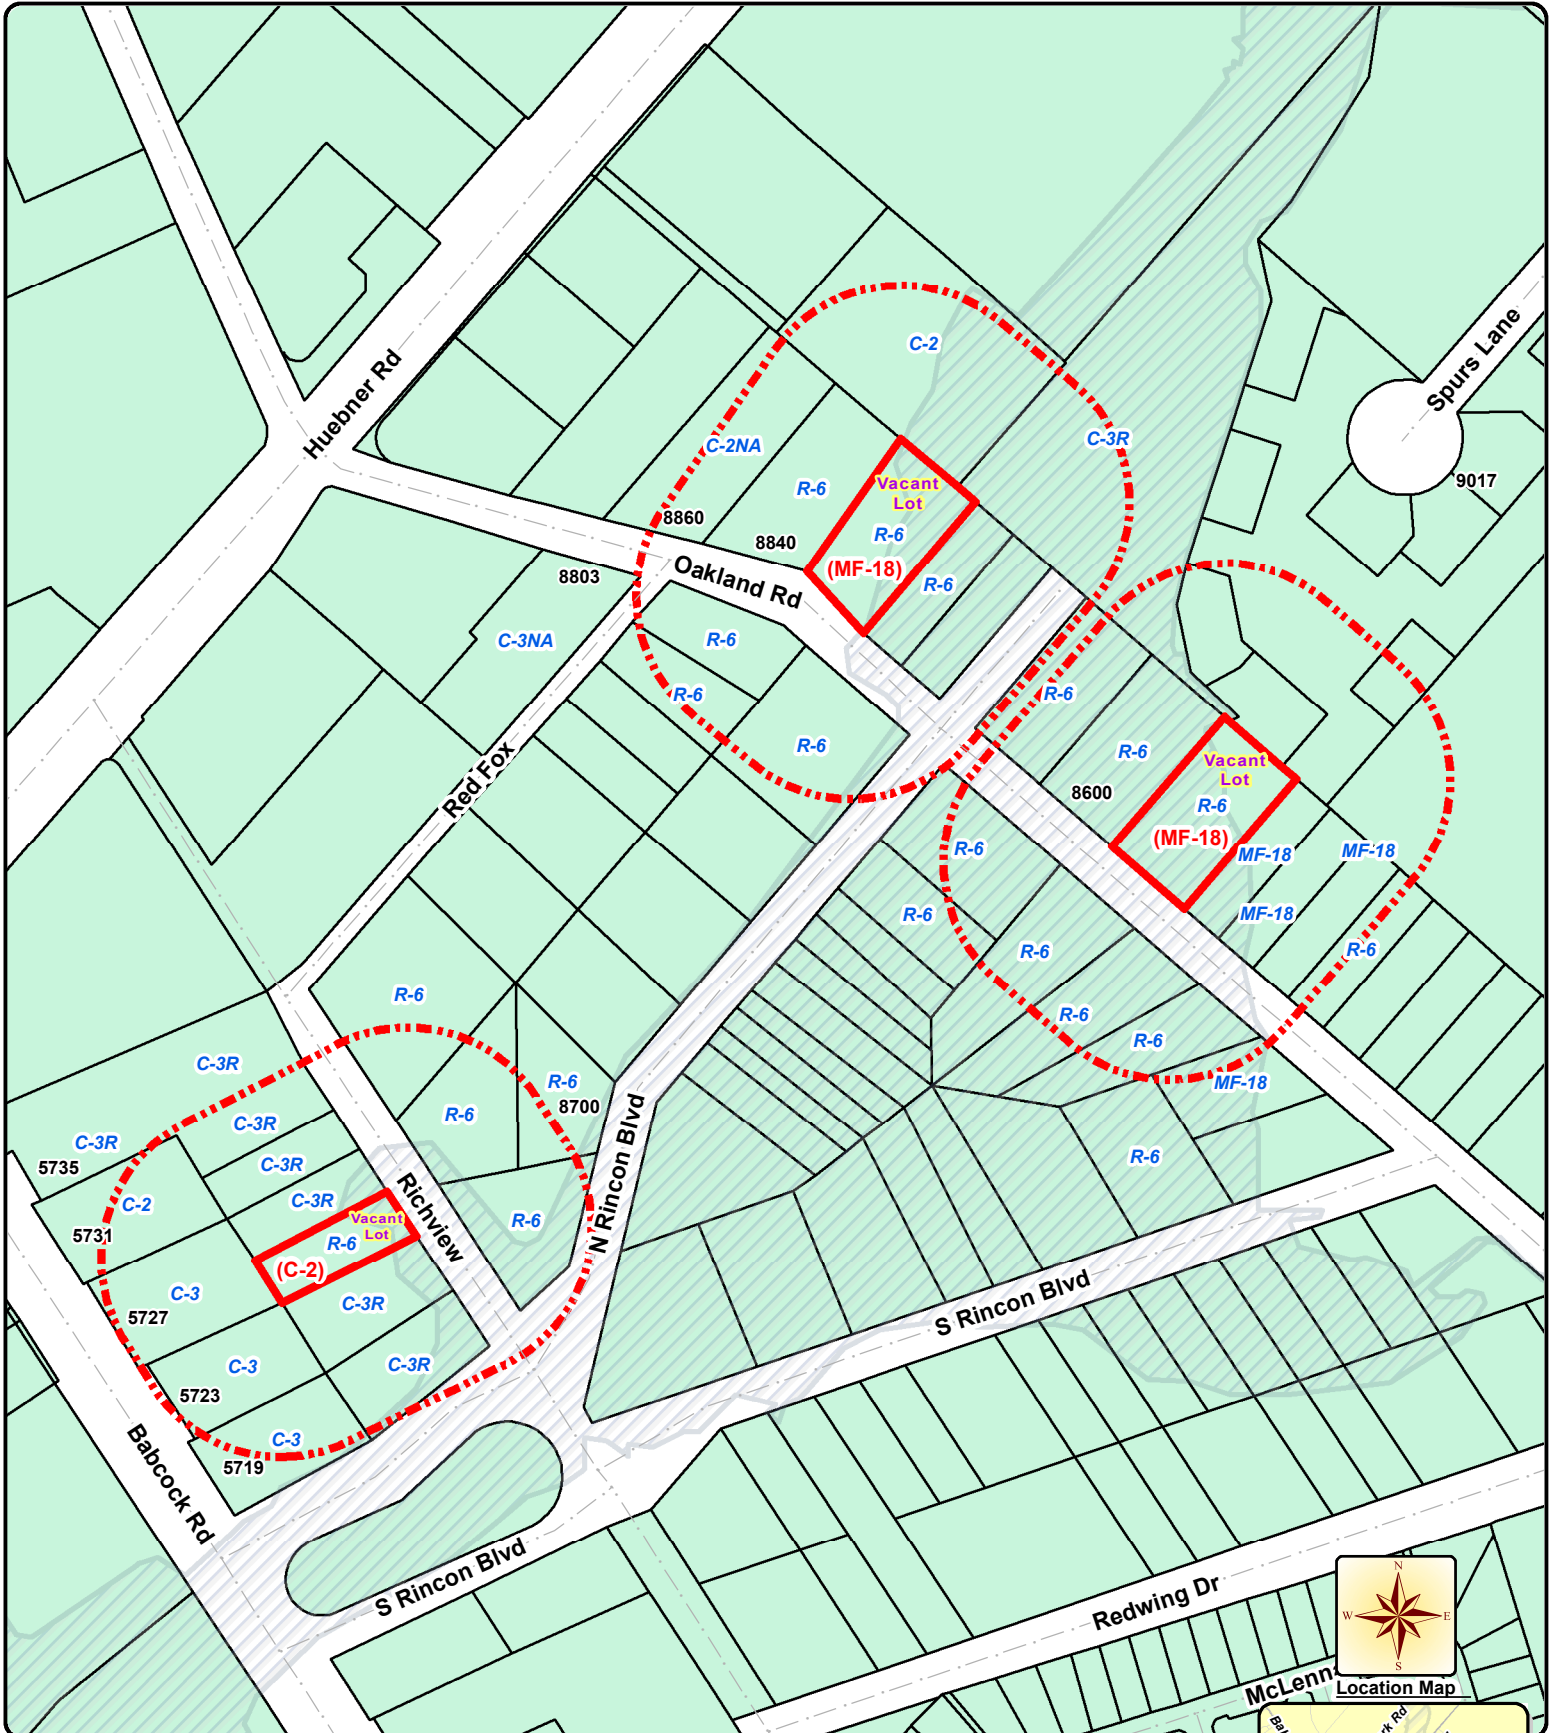 Huebner Rd
Spurs Lane
9017
C-2
C-2NA
C-3R
R-6
Vacant
Lot
R-6
(MF-18)
R-6
8860
8840
8803
Oakland Rd
C-3NA
R-6
R-6
R-6
Red Fox
R-6
R-6
8600
Vacant
Lot
R-6
(MF-18)
MF-18
MF-18
MF-18
R-6
R-6
R-6
R-6
R-6
R-6
MF-18
R-6
R-6
C-3R
C-3R
C-3R
C-3R
C-3R
R-6
R-6
8700
N Rincon Blvd
5735
C-2
5731
Richview
Vacant
Lot
R-6
(C-2)
R-6
C-3
C-3R
5727
C-3
C-3R
5723
C-3
5719
Babcock Rd
S Rincon Blvd
S Rincon Blvd
Redwing Dr
N
W
E
S
Location Map